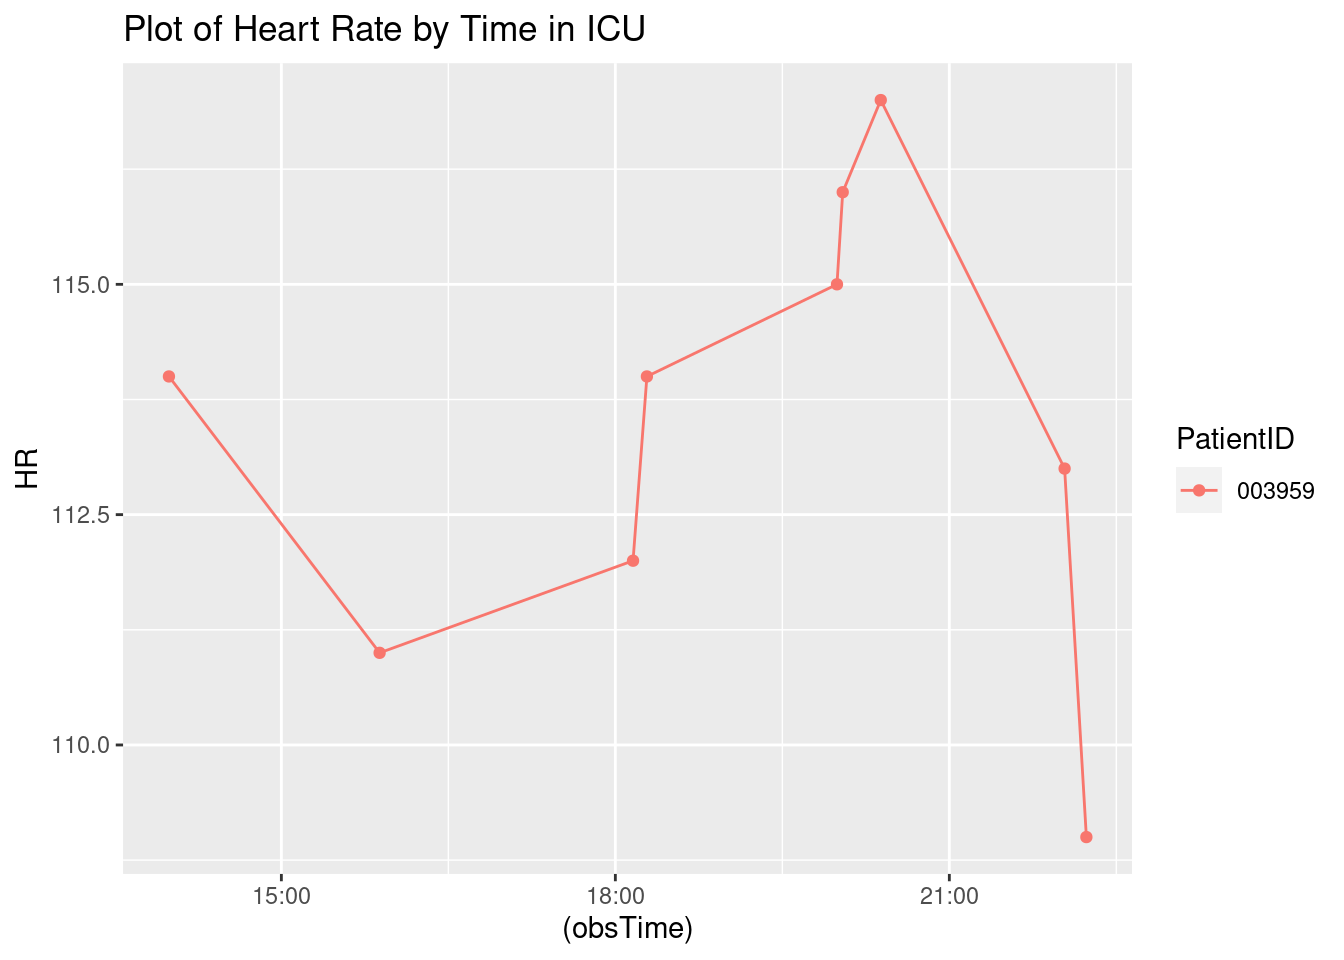 Plot of Heart Rate by Time in ICU
HR
115.0
112.5
110.0
15:00 18:00 21:00
(obsTime)
PatientID
003959